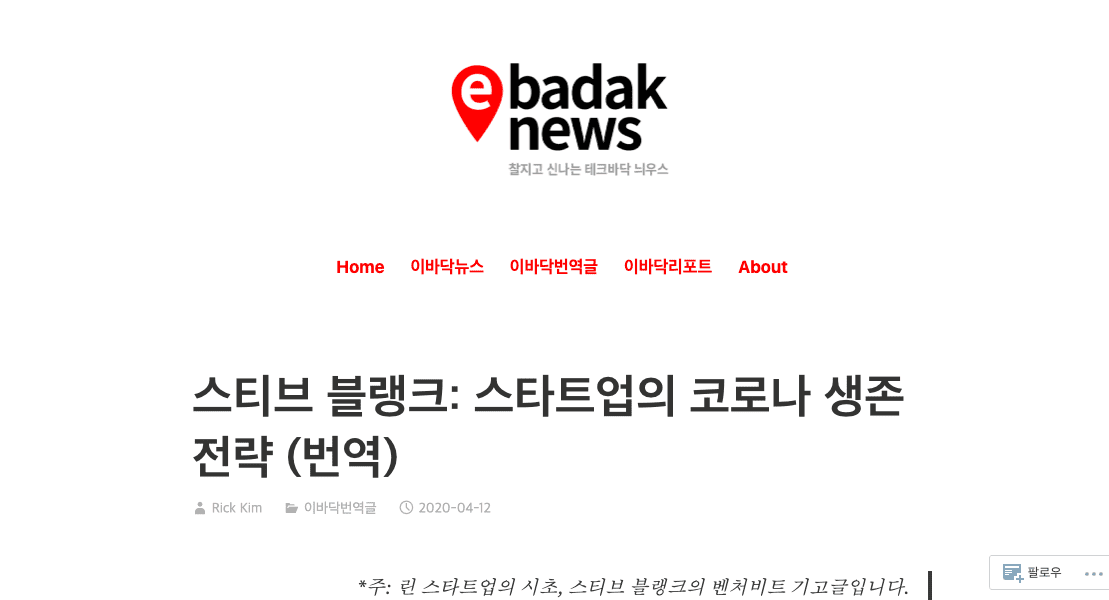 e badak
news
찰지고 신나는 테크바닥 늬우스
Home 이바닥뉴스 이바닥번역글 이바닥리포트 About
스티브 블랭크: 스타트업의 코로나 생존
전략 (번역)
Rick Kim 이바닥번역글 2020-04-12
*주: 린 스타트업의 시초, 스티브 블랭크의 벤처비트 기고글입니다.
팔로우